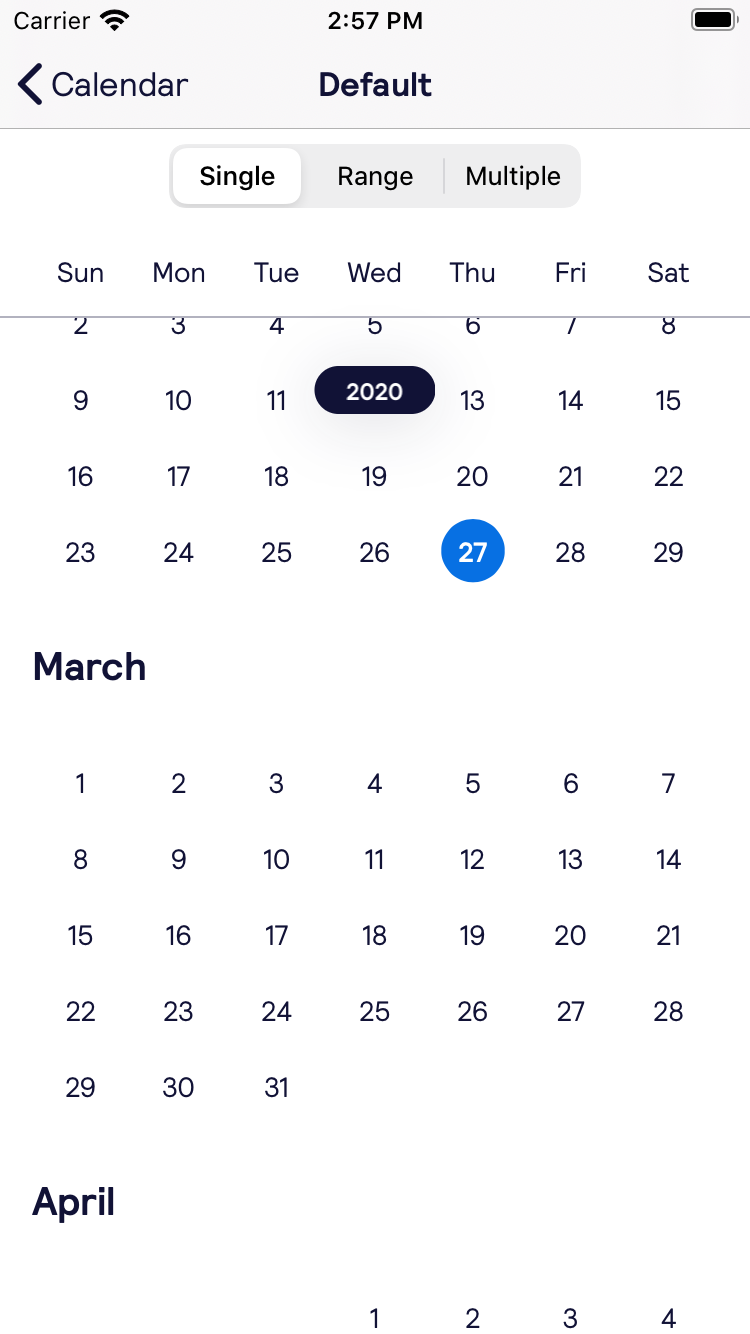 Carrier 2:57 PM
Calendar Default
Single Range Multiple
Sun Mon Tue Wed Thu Fri Sat
2 3 4 5 6 7 8
9 10 11 2020 13 14 15
16 17 18 19 20 21 22
23 24 25 26 27 28 29
March
1 2 3 4 5 6 7
8 9 10 11 12 13 14
15 16 17 18 19 20 21
22 23 24 25 26 27 28
29 30 31
April
1 2 3 4